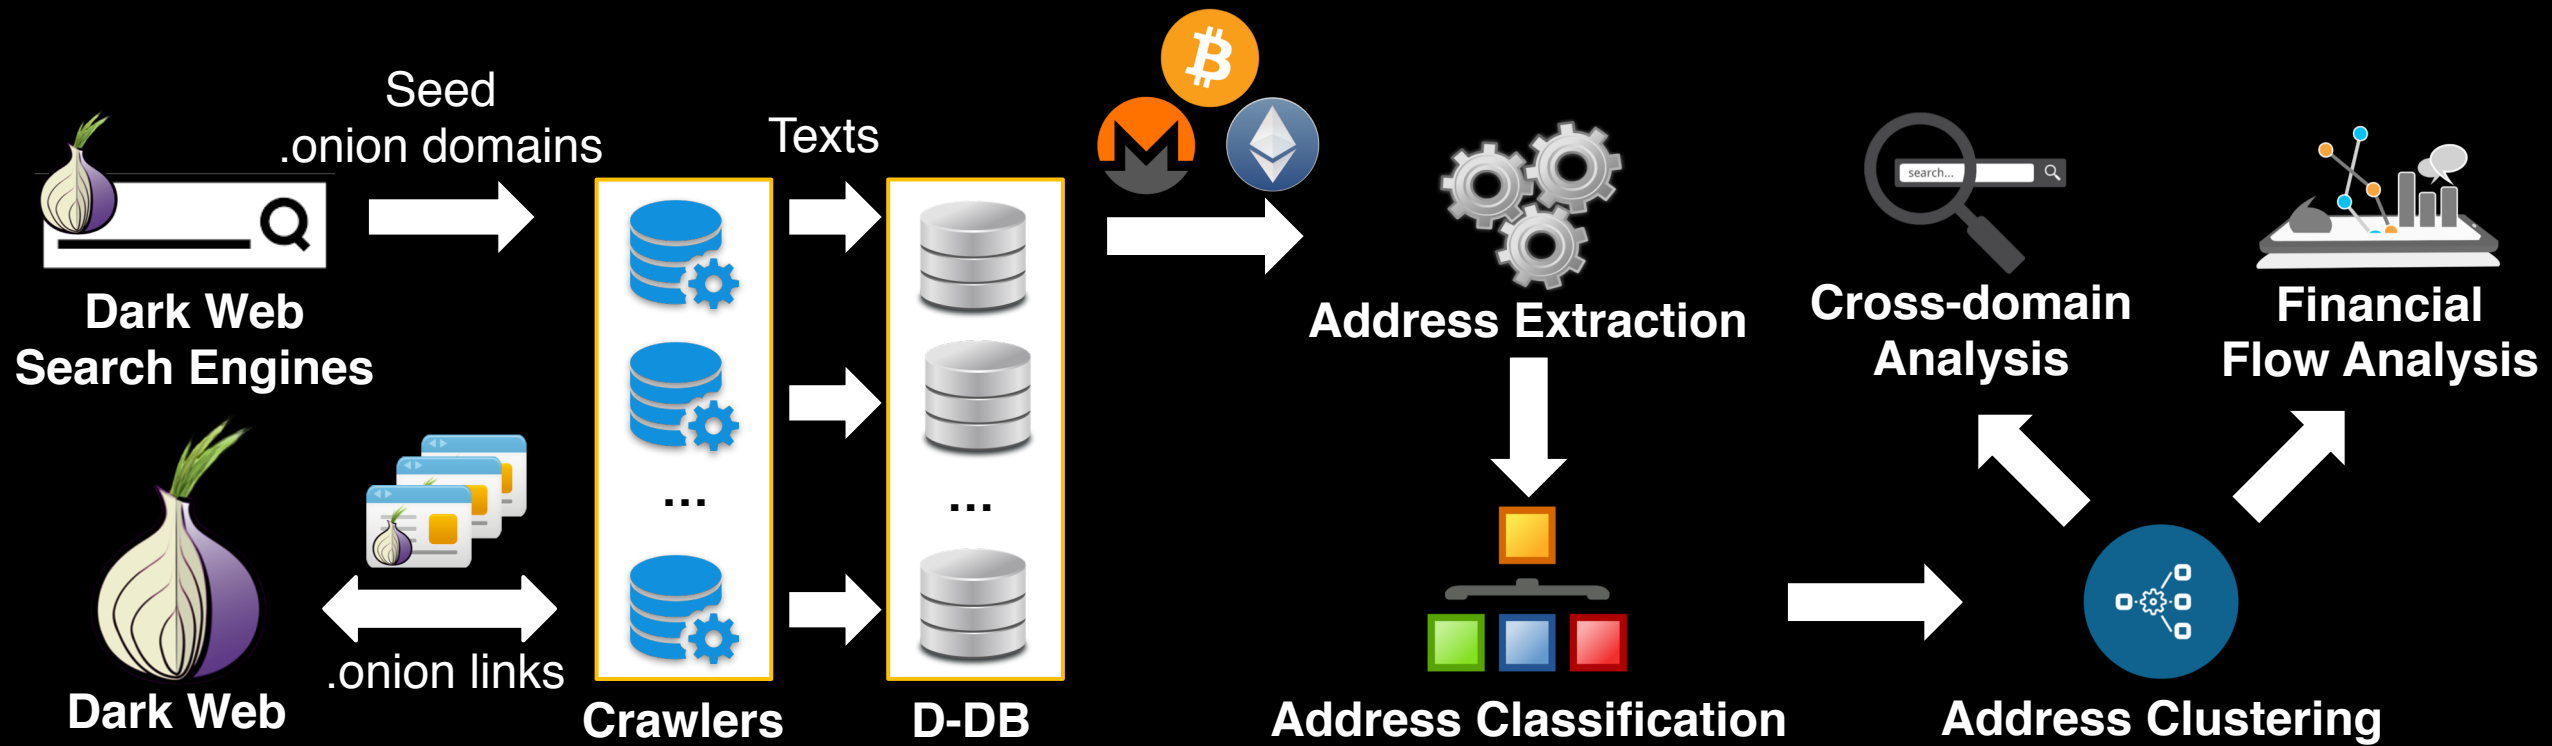 Seed
.onion domains
Texts
Dark Web
Search Engines
.onion links
Dark Web
...
...
Crawlers
D-DB
Address Extraction
Address Classification
search...
Cross-domain
Analysis
Financial
Flow Analysis
Address Clustering